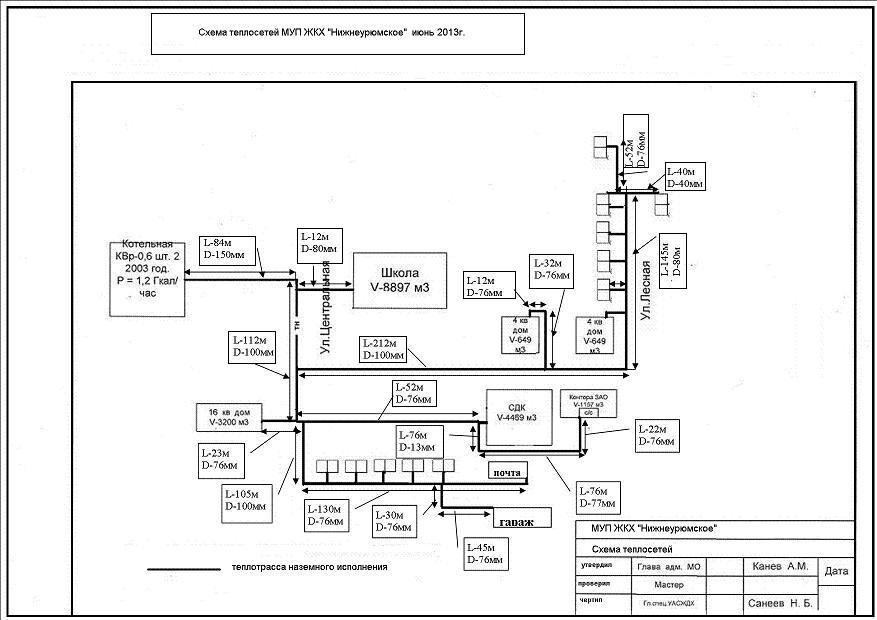 Схема теплосетей МУП ЖКХ "Нижнеурюмское" июнь 2013г.
L-52м
D-76мм
L-40м
D-40мм
Котельная
КВр-0,6 шт. 2
2003 год.
Р = 1,2 Гкал/
час
L-84м
D-150мм
L-12м
D-80мм
Ул.Центральная
Школа
V-8897 м3
L-12м
D-76мм
L-32м
D-76мм
L-145м
D-80м
Ул.Лесная
тн
4 кв
дом
V-649
м3
4 кв
дом
V-649
м3
L-112м
D-100мм
L-212м
D-100мм
L-52м
D-76мм
16 кв дом
V-3200 м3
СДК
V-4469 м3
Контора ЗАО
V-1157 м3
с/с
L-76м
D-13мм
L-22м
D-76мм
L-23м
D-76мм
почта
L-105м
D-100мм
L-130м
D-76мм
L-30м
D-76мм
L-76м
D-77мм
гараж
L-45м
D-76мм
теплотрасса наземного исполнения
МУП ЖКХ "Нижнеурюмское"
Схема теплосетей
утвердил Глава адм. МО Канев А.М. Дата
проверил Мастер
чертил Гл.спец.УАСЖДХ Санеев Н. Б.